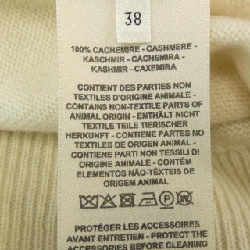 38
100% CACHEMIRE - CASHMERE -
KASCHMIR - CACHEMIRA -
KASHMIR - CAXEMIRA
CONTIENT DES PARTIES NON
TEXTILES D'ORIGINE ANIMALE -
CONTAINS NON-TEXTILE PARTS OF
ANIMAL ORIGIN - ENTHÄLT NICHT
TEXTILE TEILE TIERISCHER
HERKUNFT - CONTIENE PARTES NO
TEXTILES DE ORIGEN ANIMAL -
CONTIENE PARTI NON TESSILI DI
ORIGINE ANIMALE - CONTÉM
ELEMENTOS NÃO-TÊXTEIS DE
ORIGEM ANIMAL
PROTÉGER LES ACCESSOIRES
AVANT ENTRETIEN - PROTECT THE
ACCESSORIES BEFORE CLEANING